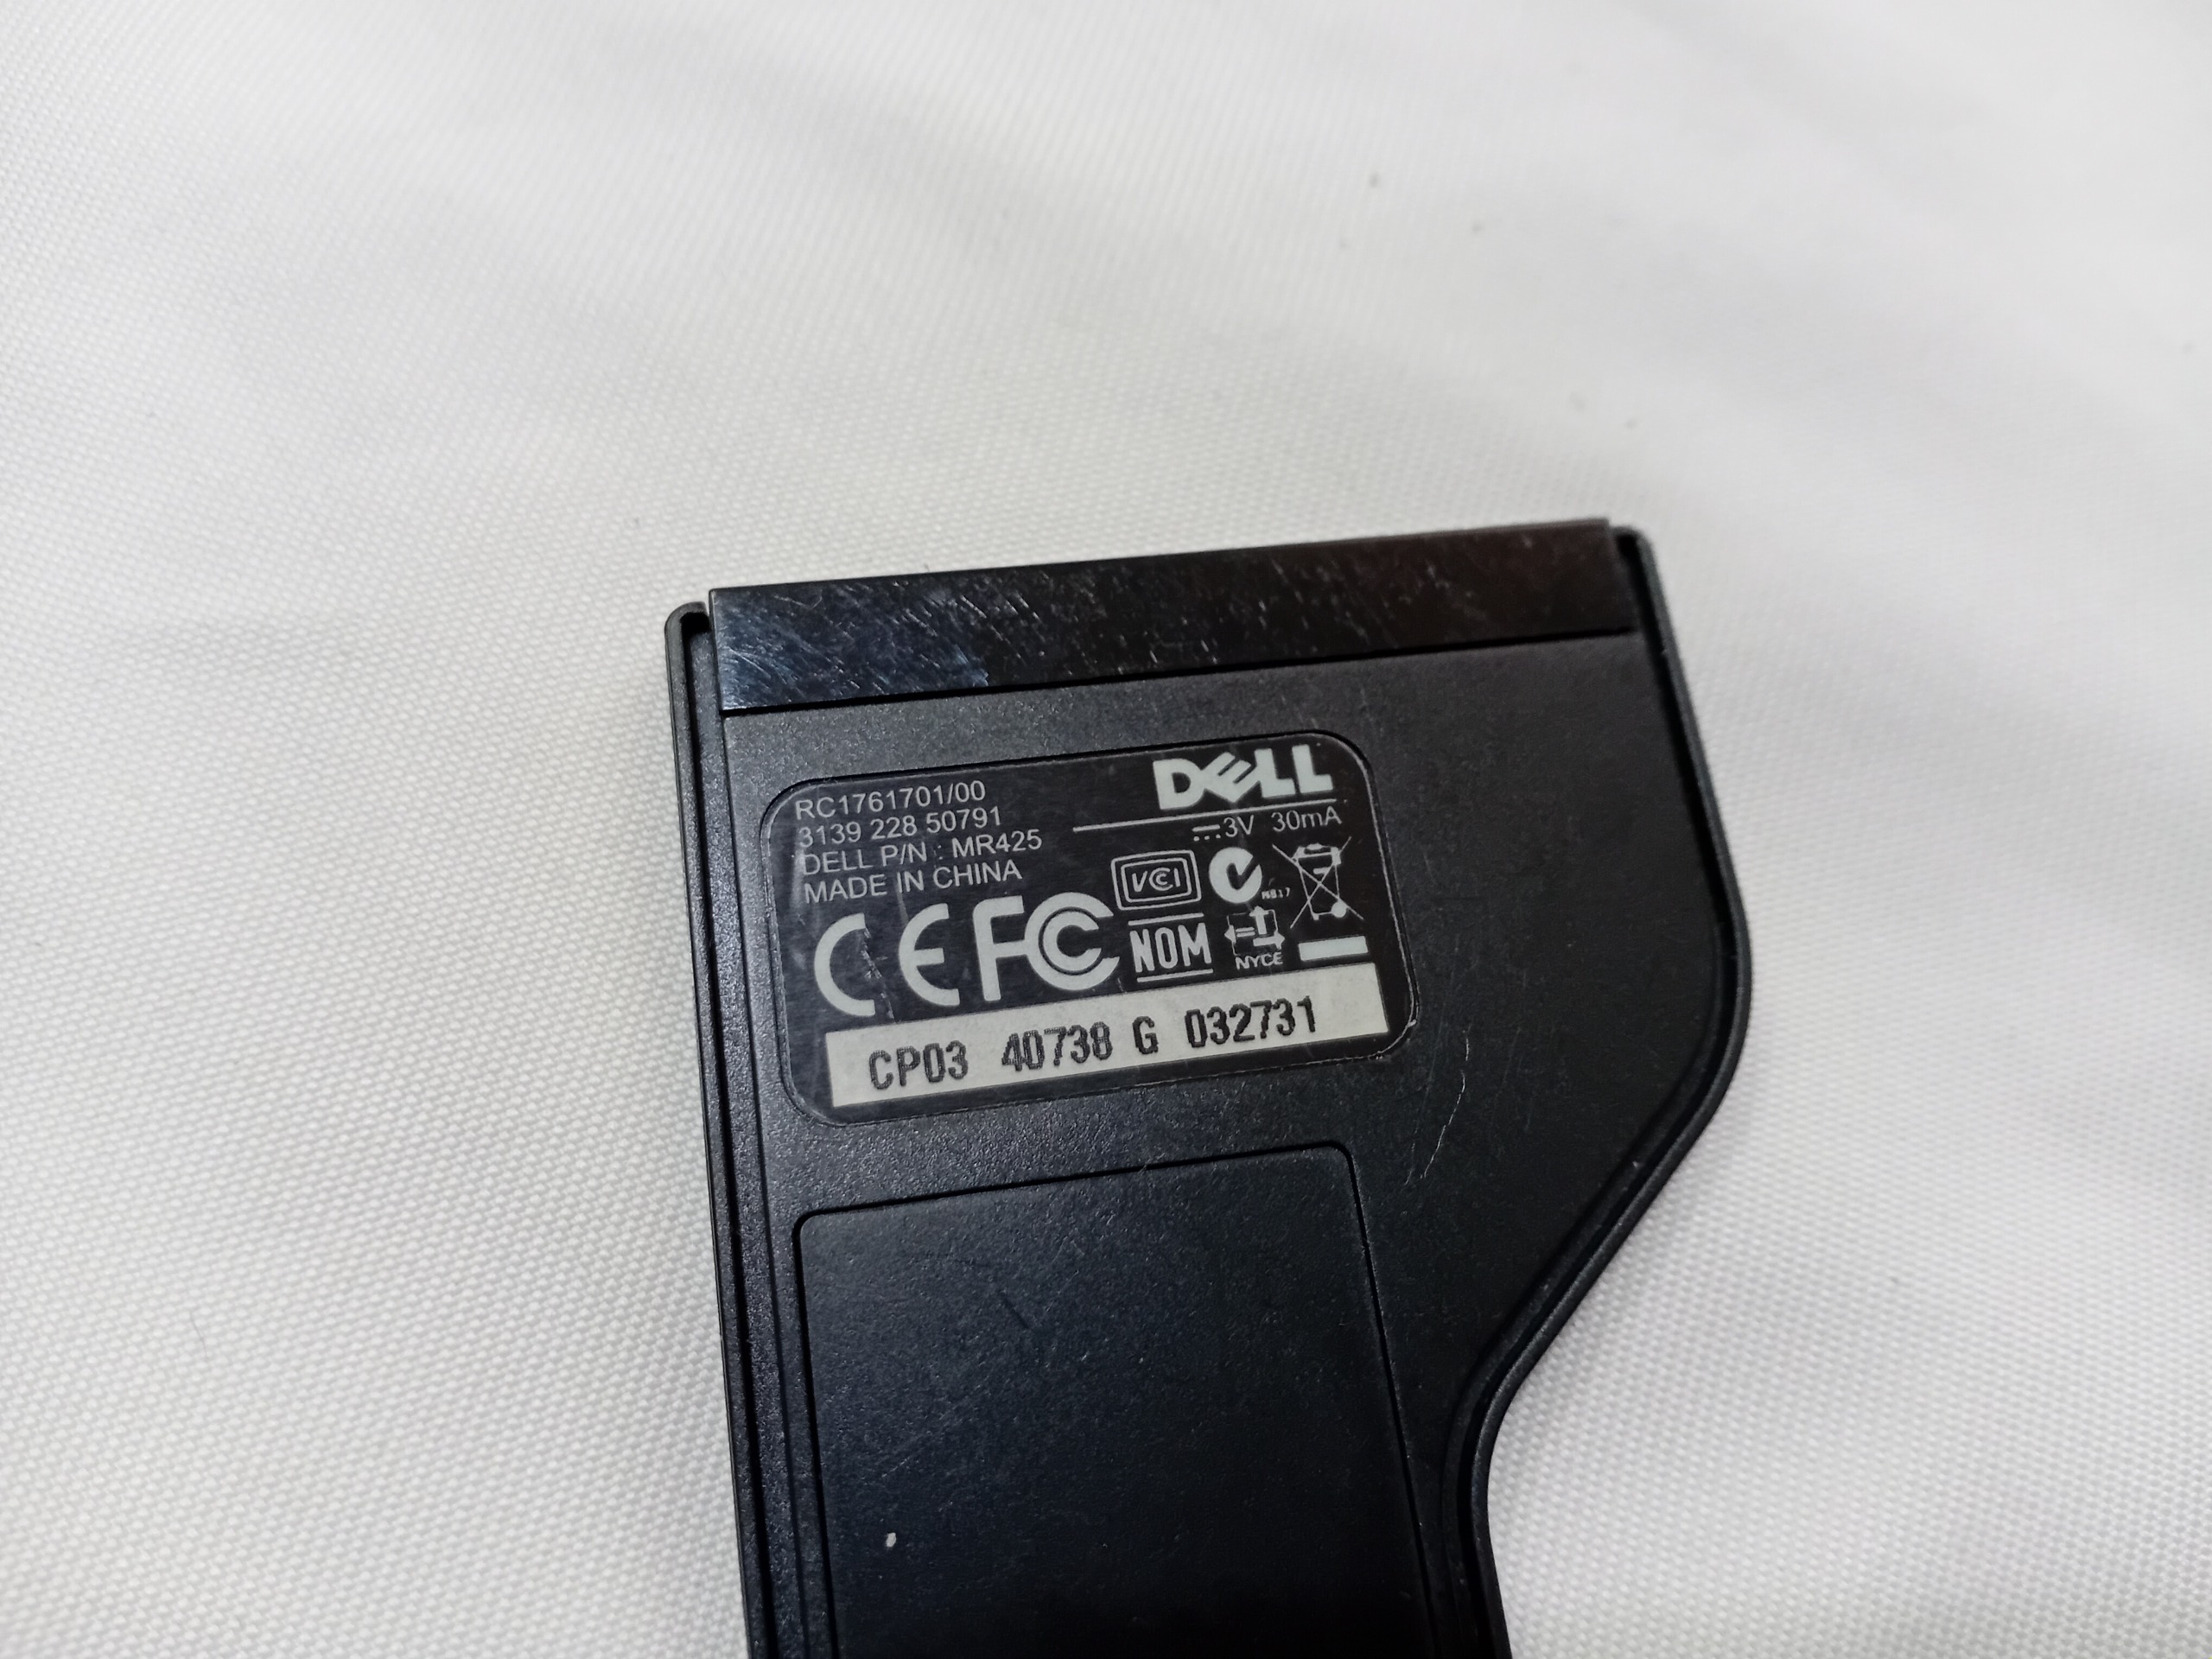 RC1761701/00
3139 228 50791
DELL P/N : MR425
MADE IN CHINA
DELL
3V 30mA
VCI
CE FC
NOM
NYCE
CP03 40738 G 032731